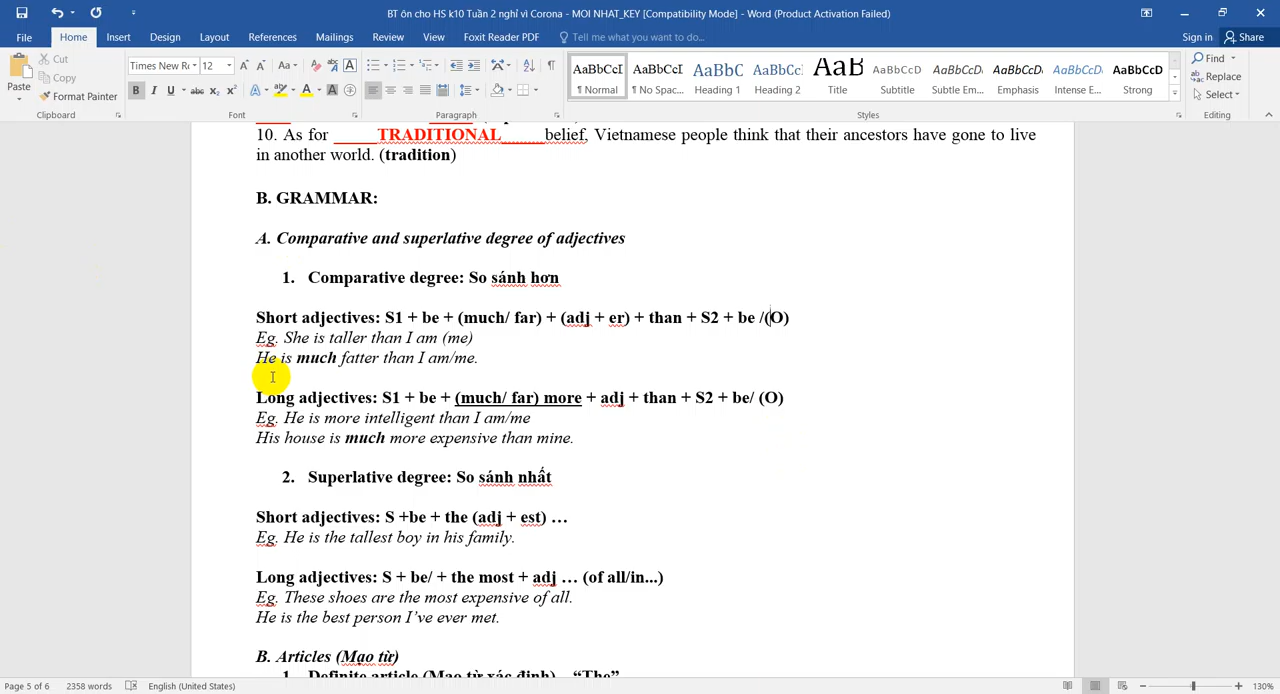 BT ôn cho HS k10 Tuần 2 nghỉ vì Corona - MOI NHAT_KEY [Compatibility Mode] - Word (Product Activation Failed)
File Home Insert Design Layout References Mailings Review View Foxit Reader PDF Tell me what you want to do... Sign in Share
Paste
Cut
Copy
Format Painter
Clipboard
Times New Ro 12
Font
Paragraph
AaBbCcI AaBbCcI AaBbC AaBbCc AaB AaBbCcD AaBbCcD AaBbCcD AaBbCcD AaBbCcD
¶ Normal ¶ No Spac... Heading 1 Heading 2 Title Subtitle Subtle Em... Emphasis Intense E... Strong
Styles
Find
Replace
Select
Editing
10. As for _____TRADITIONAL_____belief, Vietnamese people think that their ancestors have gone to live
in another world. (tradition)
B. GRAMMAR:
A. Comparative and superlative degree of adjectives
1. Comparative degree: So sánh hơn
Short adjectives: S1 + be + (much/ far) + (adj + er) + than + S2 + be /(O)
Eg. She is taller than I am (me)
He is much fatter than I am/me.
Long adjectives: S1 + be + (much/ far) more + adj + than + S2 + be/ (O)
Eg. He is more intelligent than I am/me
His house is much more expensive than mine.
2. Superlative degree: So sánh nhất
Short adjectives: S +be + the (adj + est) …
Eg. He is the tallest boy in his family.
Long adjectives: S + be/ + the most + adj … (of all/in...)
Eg. These shoes are the most expensive of all.
He is the best person I’ve ever met.
B. Articles (Mạo từ)
1. Definite article (Mạo từ xác định) – “The”
Page 5 of 6 2358 words English (United States) 130%